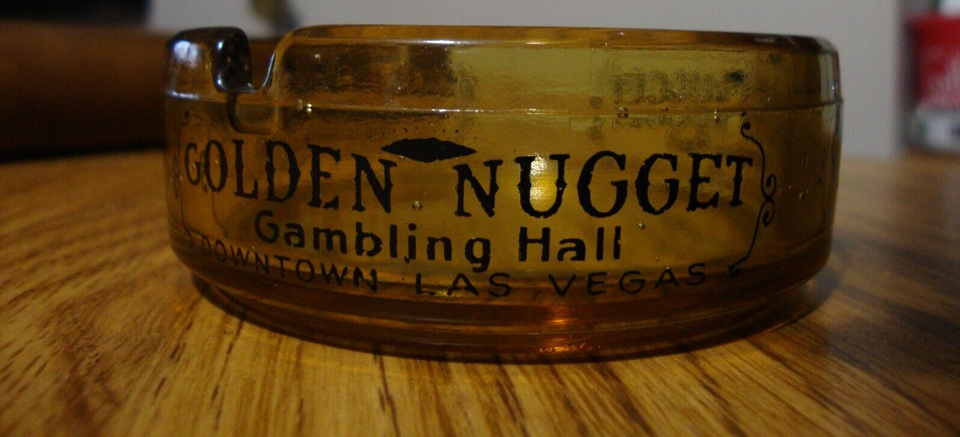 GOLDEN NUGGET
Gambling Hall
DOWNTOWN LAS VEGAS